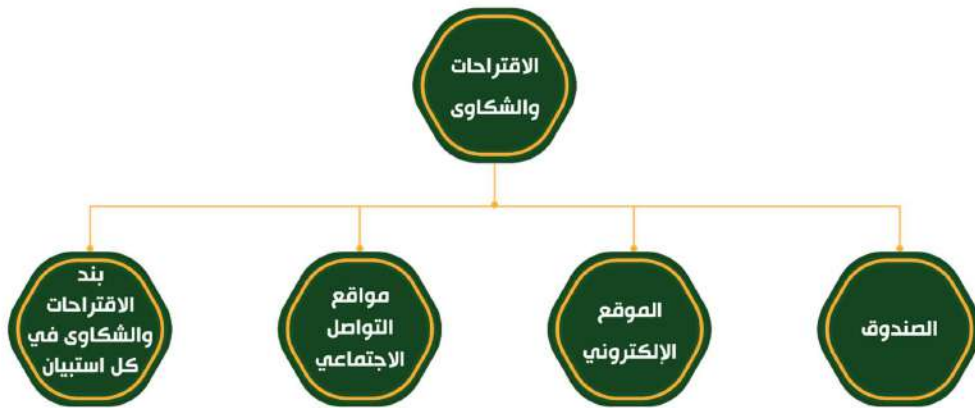 الاقتراحات
والشكاوى
الصندوق
الموقع
الإلكتروني
مواقع
التواصل
الاجتماعي
بند
الاقتراحات
والشكاوى في
كل استبيان